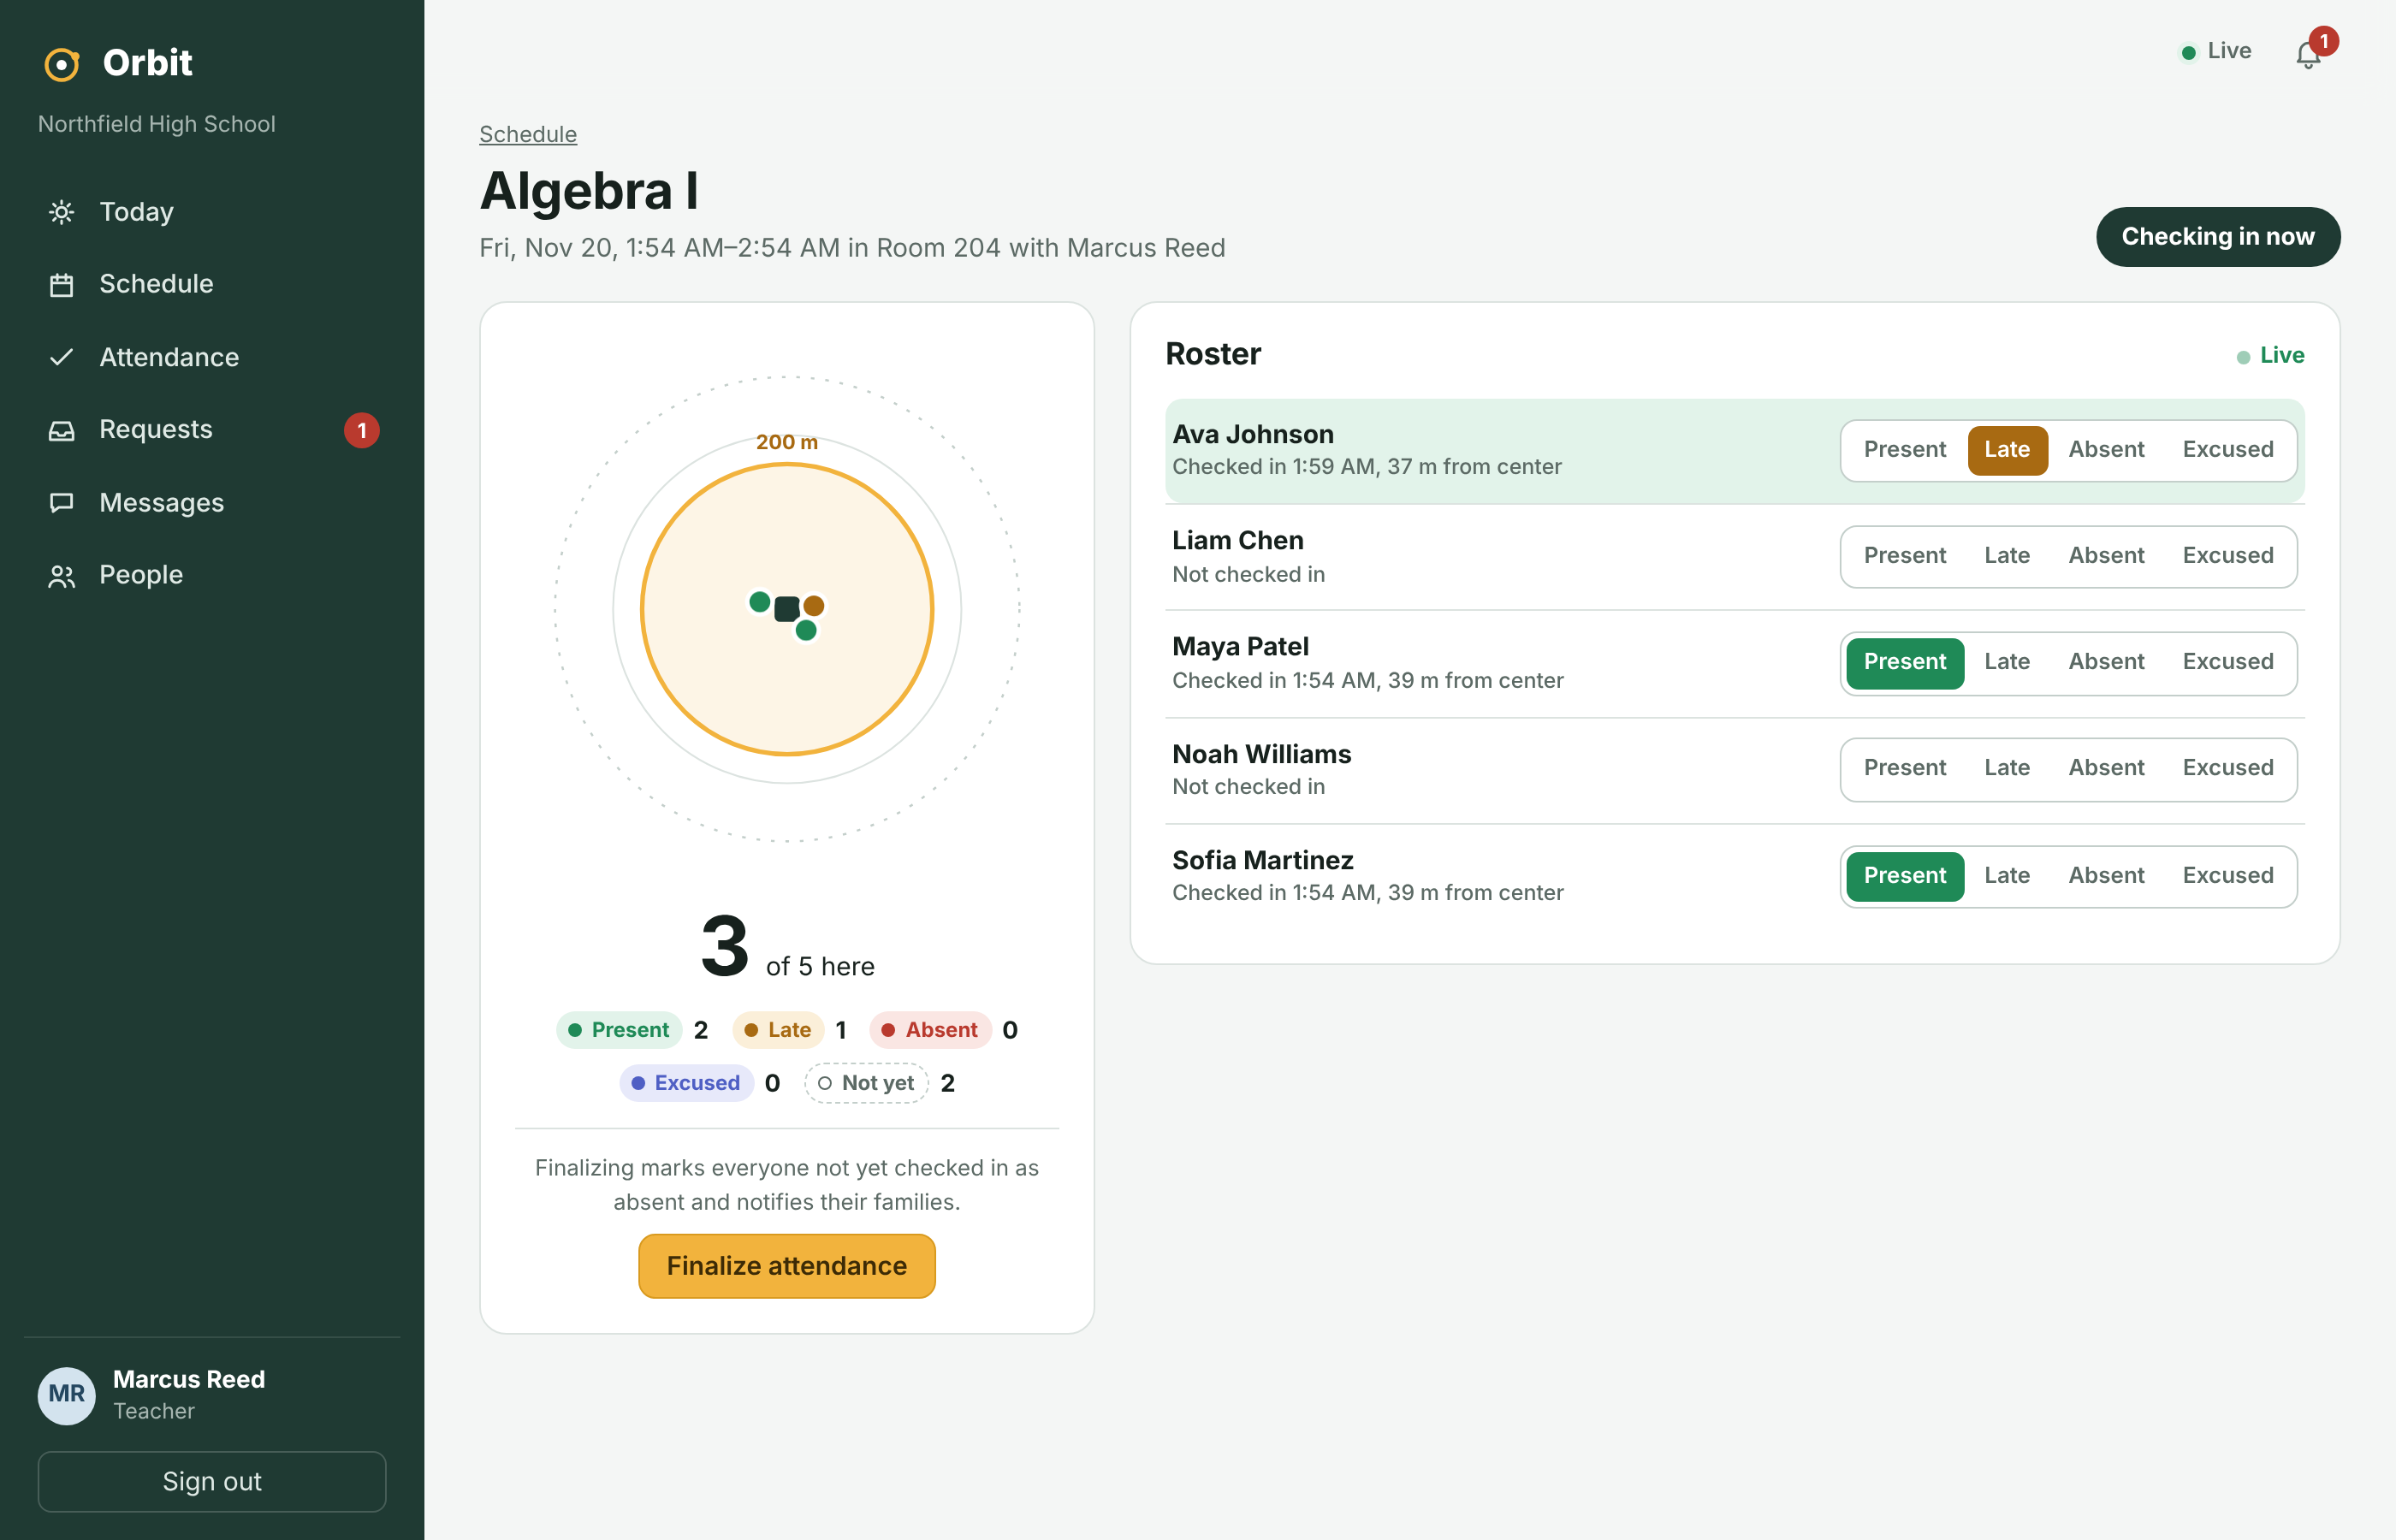 Orbit
Northfield High School
Today
Schedule
Attendance
Requests 1
Messages
People
Marcus Reed
MR
Teacher
Sign out
Live 1
Schedule
Algebra I
Fri, Nov 20, 1:54 AM–2:54 AM in Room 204 with Marcus Reed
Checking in now
200 m
3 of 5 here
Present 2 Late 1 Absent 0
Excused 0 Not yet 2
Finalizing marks everyone not yet checked in as
absent and notifies their families.
Finalize attendance
Roster Live
Ava Johnson
Checked in 1:59 AM, 37 m from center
Present Late Absent Excused
Liam Chen
Not checked in
Present Late Absent Excused
Maya Patel
Checked in 1:54 AM, 39 m from center
Present Late Absent Excused
Noah Williams
Not checked in
Present Late Absent Excused
Sofia Martinez
Checked in 1:54 AM, 39 m from center
Present Late Absent Excused